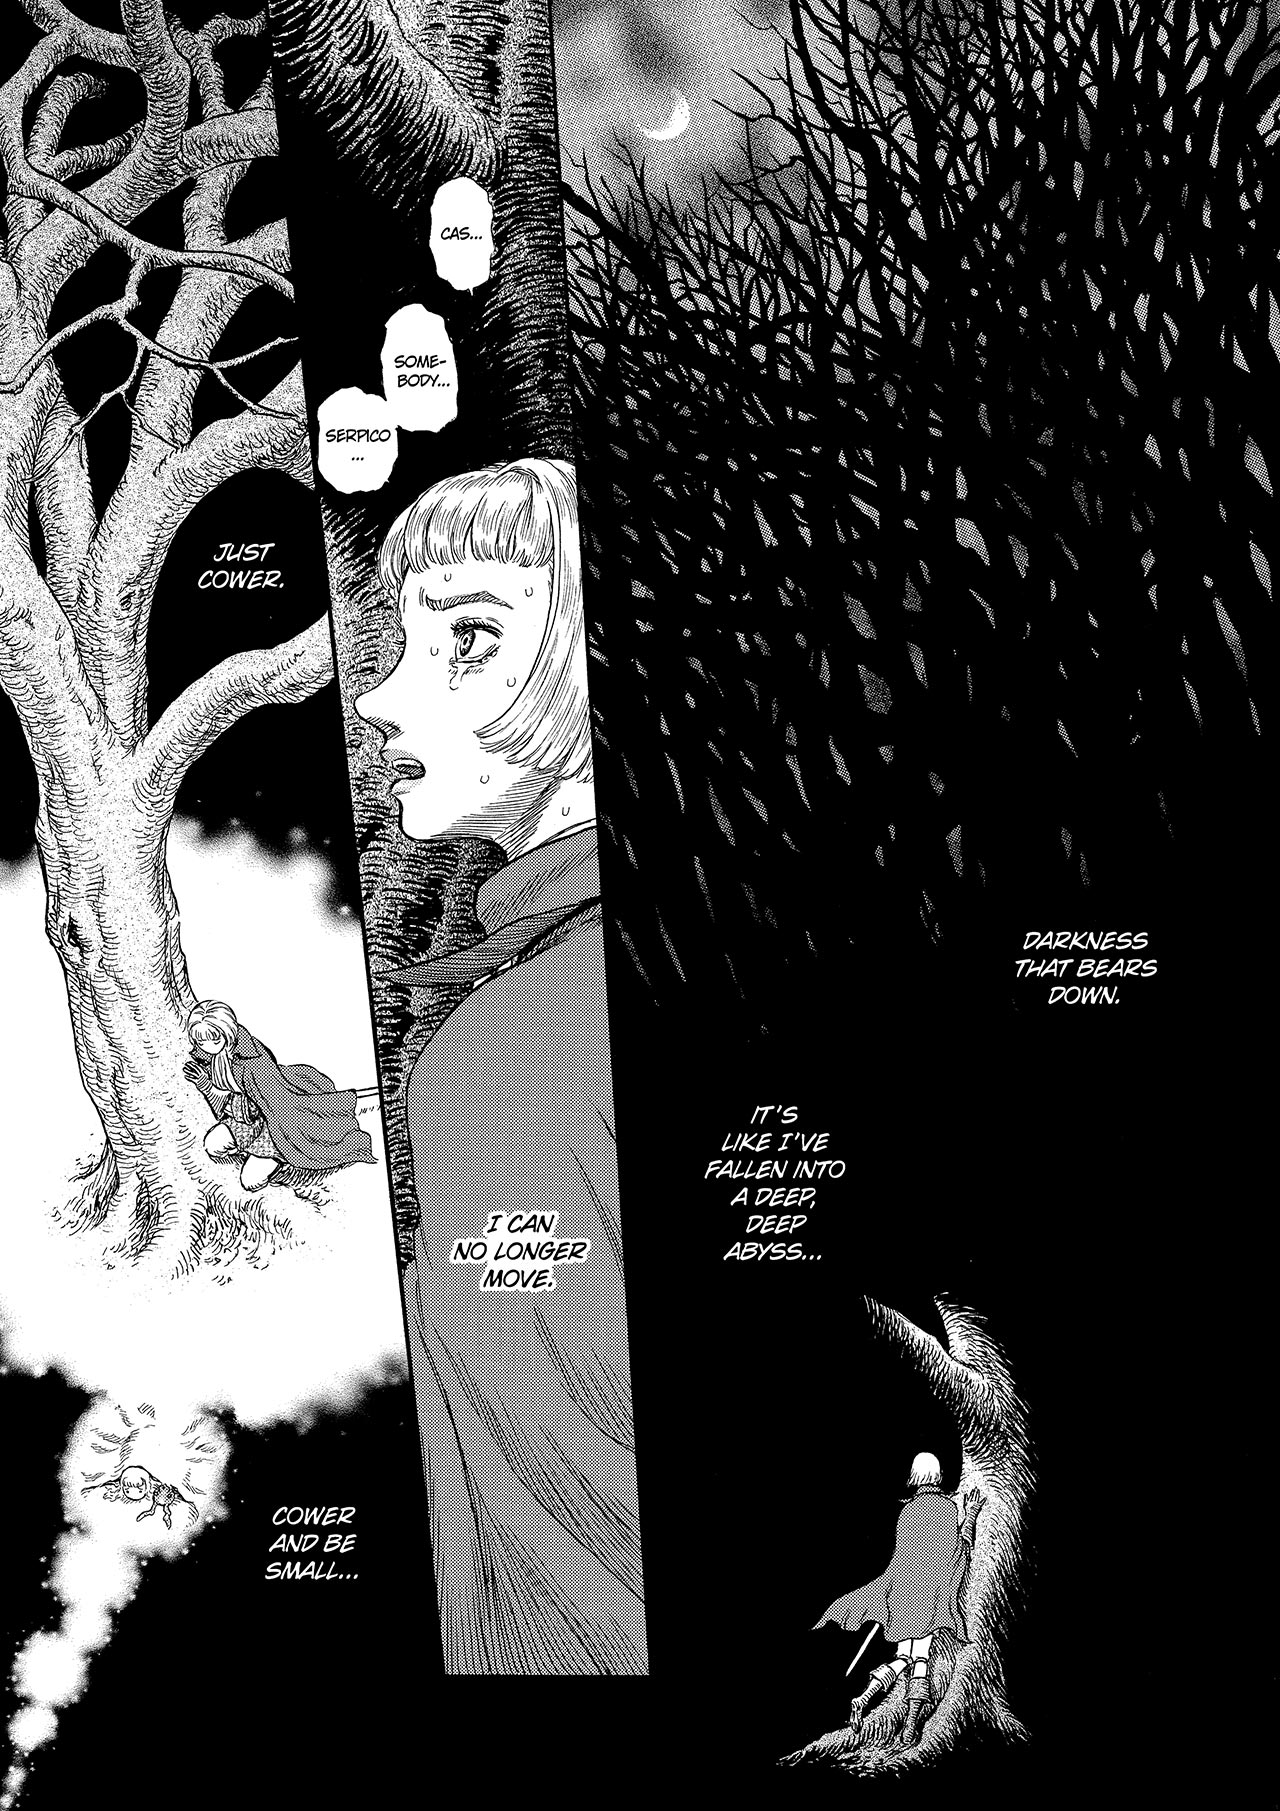 DARKNESS
THAT BEARS
DOWN.
IT'S
LIKE I'VE
FALLEN INTO
A DEEP,
DEEP
ABYSS...
CAS...
SOME-
BODY...
SERPICO
...
I CAN
NO LONGER
MOVE.
JUST
COWER.
COWER
AND BE
SMALL...